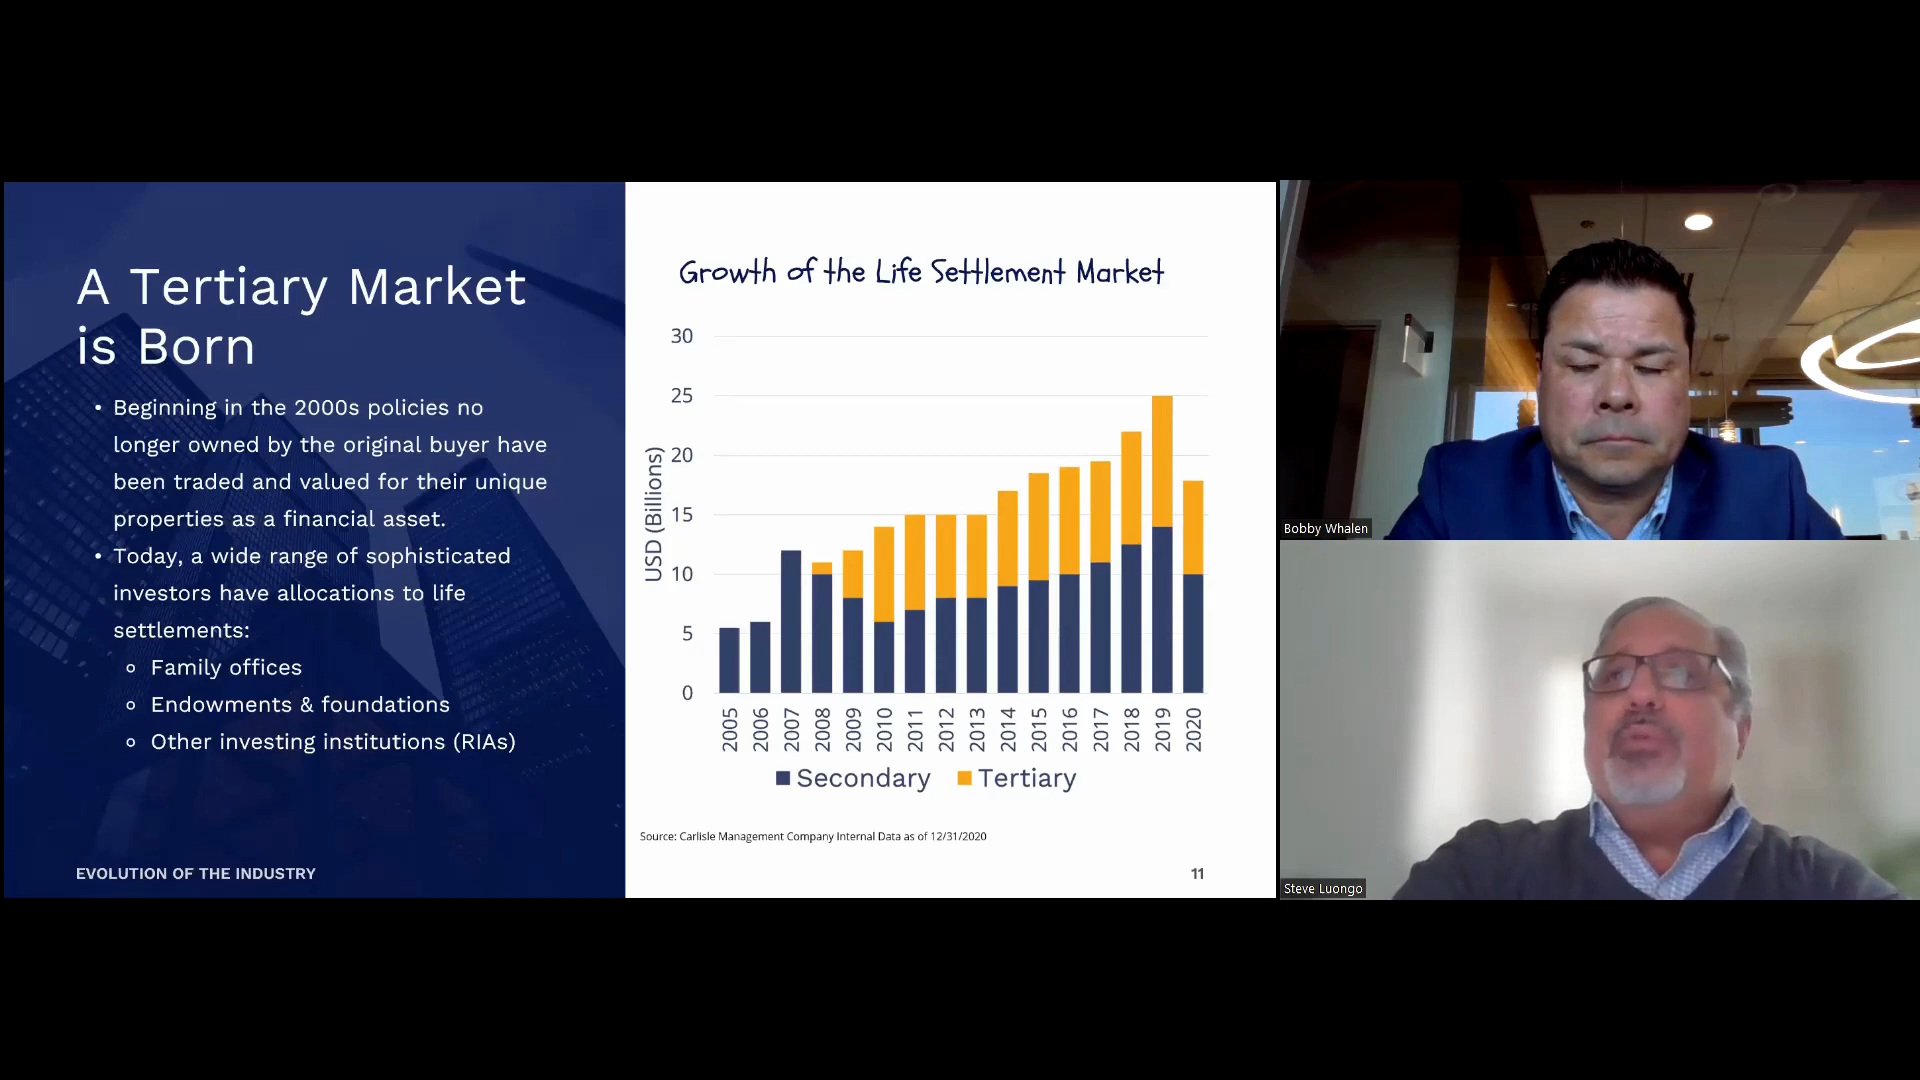 A Tertiary Market
is Born
• Beginning in the 2000s policies no
longer owned by the original buyer have
been traded and valued for their unique
properties as a financial asset.
• Today, a wide range of sophisticated
investors have allocations to life
settlements:
Family offices
Endowments & foundations
Other investing institutions (RIAs)
EVOLUTION OF THE INDUSTRY
Growth of the Life Settlement Market
USD (Billions)
30
25
20
15
10
5
0
2005 2006 2007 2008 2009 2010 2011 2012 2013 2014 2015 2016 2017 2018 2019 2020
Secondary Tertiary
Source: Carlisle Management Company Internal Data as of 12/31/2020
11
Bobby Whalen
Steve Luongo